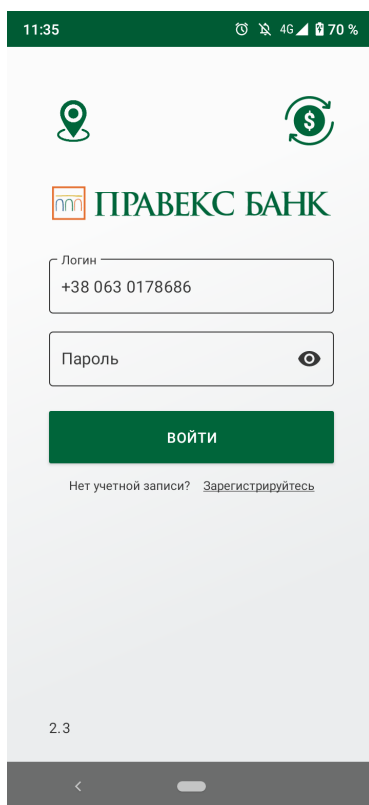 11:35 4G 70 %
$
ПРАВЕКС БАНК
Логин
+38 063 0178686
Пароль
ВОЙТИ
Нет учетной записи? Зарегистрируйтесь
2.3